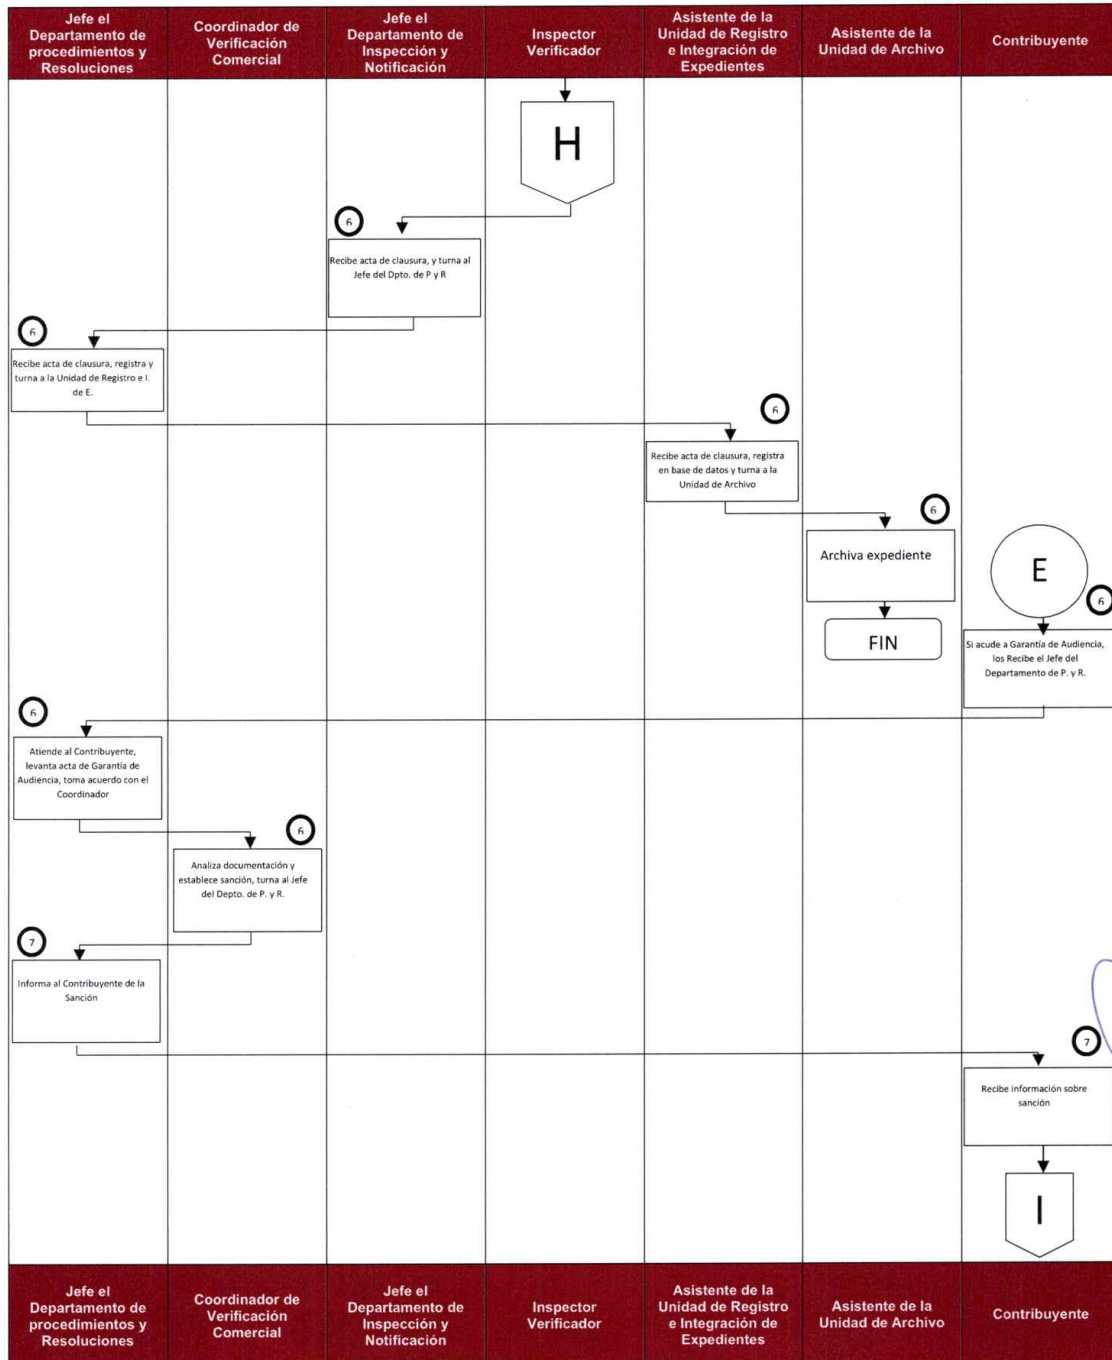 Jefe el
Departamento de
procedimientos y
Resoluciones
Coordinador de
Verificación
Comercial
Jefe el
Departamento de
Inspección y
Notificación
Inspector
Verificador
Asistente de la
Unidad de Registro
e Integración de
Expedientes
Asistente de la
Unidad de Archivo
Contribuyente
H
6
Recibe acta de clausura, y turna al
Jefe del Dpto. de P y R
6
Recibe acta de clausura, registra y
turna a la Unidad de Registro e I.
de E.
6
Recibe acta de clausura, registra
en base de datos y turna a la
Unidad de Archivo
6
Archiva expediente
FIN
E
6
Si acude a Garantía de Audiencia,
los Recibe el Jefe del
Departamento de P. y R.
6
Atiende al Contribuyente,
levanta acta de Garantía de
Audiencia, toma acuerdo con el
Coordinador
6
Analiza documentación y
establece sanción, turna al Jefe
del Depto. de P. y R.
7
Informa al Contribuyente de la
Sanción
7
Recibe información sobre
sanción
I
Jefe el
Departamento de
procedimientos y
Resoluciones
Coordinador de
Verificación
Comercial
Jefe el
Departamento de
Inspección y
Notificación
Inspector
Verificador
Asistente de la
Unidad de Registro
e Integración de
Expedientes
Asistente de la
Unidad de Archivo
Contribuyente